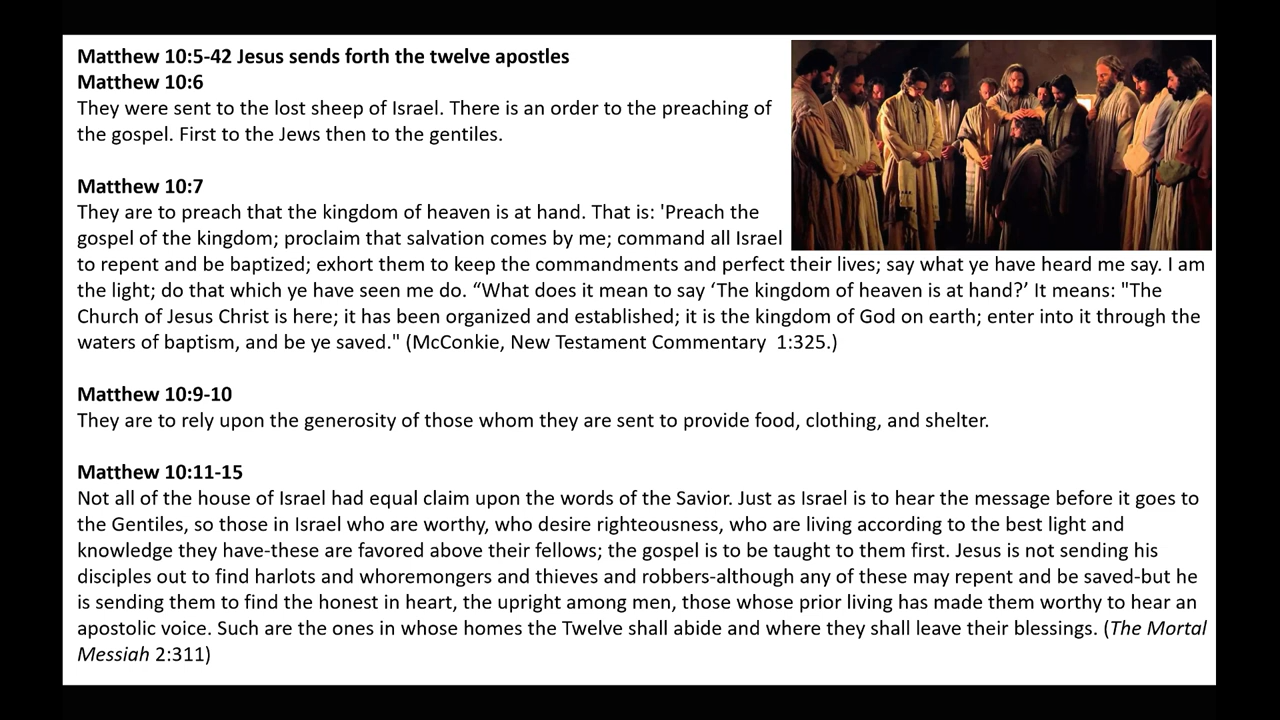 Matthew 10:5-42 Jesus sends forth the twelve apostles
Matthew 10:6
They were sent to the lost sheep of Israel. There is an order to the preaching of
the gospel. First to the Jews then to the gentiles.
Matthew 10:7
They are to preach that the kingdom of heaven is at hand. That is: 'Preach the
gospel of the kingdom; proclaim that salvation comes by me; command all Israel
to repent and be baptized; exhort them to keep the commandments and perfect their lives; say what ye have heard me say. I am
the light; do that which ye have seen me do. “What does it mean to say ‘The kingdom of heaven is at hand?’ It means: "The
Church of Jesus Christ is here; it has been organized and established; it is the kingdom of God on earth; enter into it through the
waters of baptism, and be ye saved." (McConkie, New Testament Commentary  1:325.)
Matthew 10:9-10
They are to rely upon the generosity of those whom they are sent to provide food, clothing, and shelter.
Matthew 10:11-15
Not all of the house of Israel had equal claim upon the words of the Savior. Just as Israel is to hear the message before it goes to
the Gentiles, so those in Israel who are worthy, who desire righteousness, who are living according to the best light and
knowledge they have-these are favored above their fellows; the gospel is to be taught to them first. Jesus is not sending his
disciples out to find harlots and whoremongers and thieves and robbers-although any of these may repent and be saved-but he
is sending them to find the honest in heart, the upright among men, those whose prior living has made them worthy to hear an
apostolic voice. Such are the ones in whose homes the Twelve shall abide and where they shall leave their blessings. (The Mortal
Messiah 2:311)